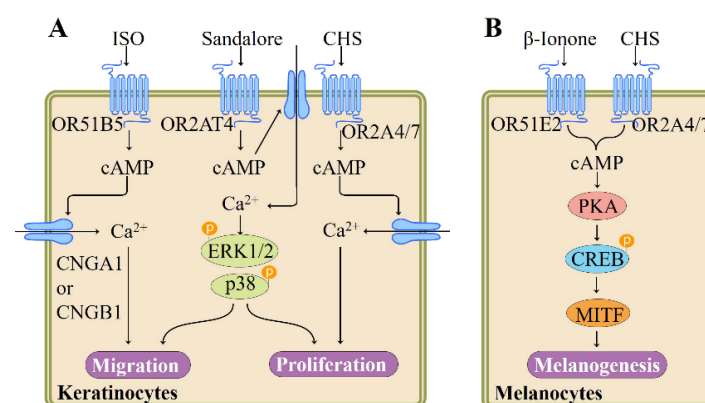 A
ISO
Sandalore
CHS
OR51B5
OR2AT4
OR2A4/7
cAMP
cAMP
cAMP
Ca²⁺
Ca²⁺
Ca²⁺
CNGA1
or
CNGB1
P
ERK1/2
P
p38
Migration
Proliferation
Keratinocytes
B
β-Ionone
CHS
OR51E2
OR2A4/7
cAMP
PKA
P
CREB
MITF
Melanogenesis
Melanocytes